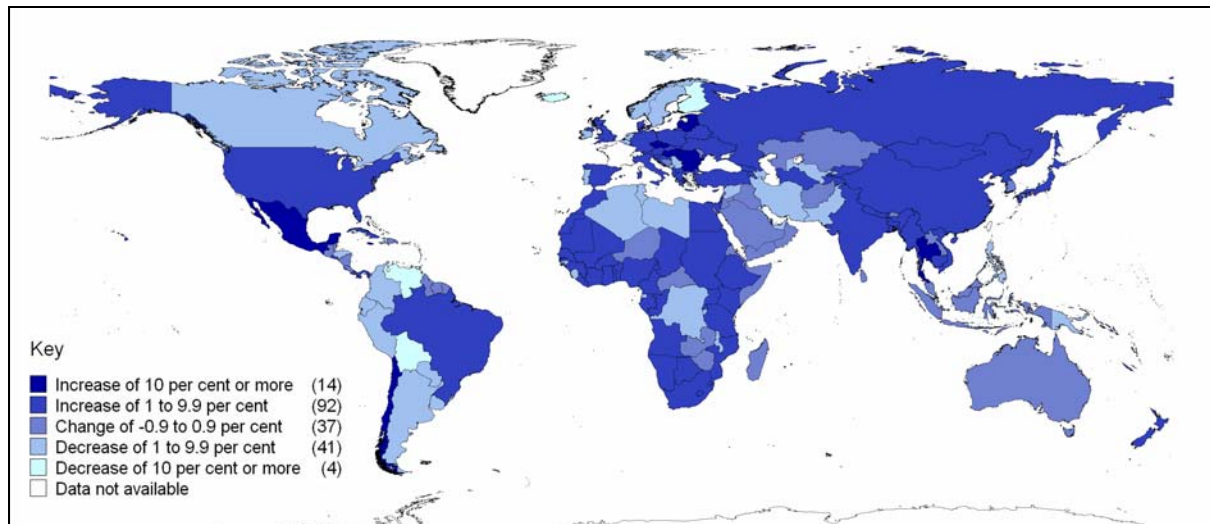 Key
Increase of 10 per cent or more (14)
Increase of 1 to 9.9 per cent (92)
Change of -0.9 to 0.9 per cent (37)
Decrease of 1 to 9.9 per cent (41)
Decrease of 10 per cent or more (4)
Data not available